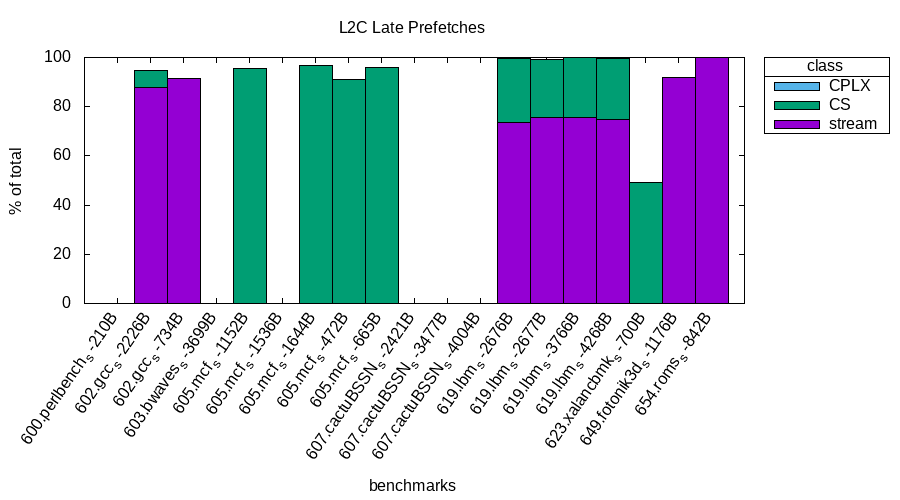 L2C Late Prefetches
% of total
100
80
60
40
20
0
600.perlbench_s-210B
602.gcc_s-2226B
602.gcc_s-734B
603.bwaves_s-3699B
605.mcf_s-1152B
605.mcf_s-1536B
605.mcf_s-1644B
605.mcf_s-472B
605.mcf_s-665B
607.cactuBSSN_s-2421B
607.cactuBSSN_s-3477B
607.cactuBSSN_s-4004B
619.lbm_s-2676B
619.lbm_s-2677B
619.lbm_s-3766B
619.lbm_s-4268B
623.xalancbmk_s-700B
649.fotonik3d_s-1176B
654.roms_s-842B
benchmarks
class
CPLX
CS
stream